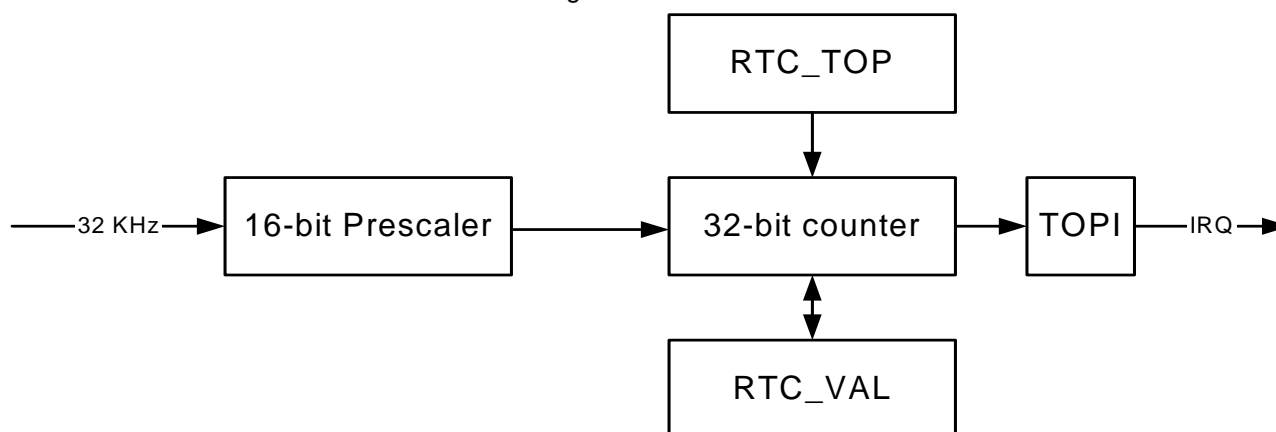 RTC_TOP
32 KHz
16-bit Prescaler
32-bit counter
TOPI
IRQ
RTC_VAL